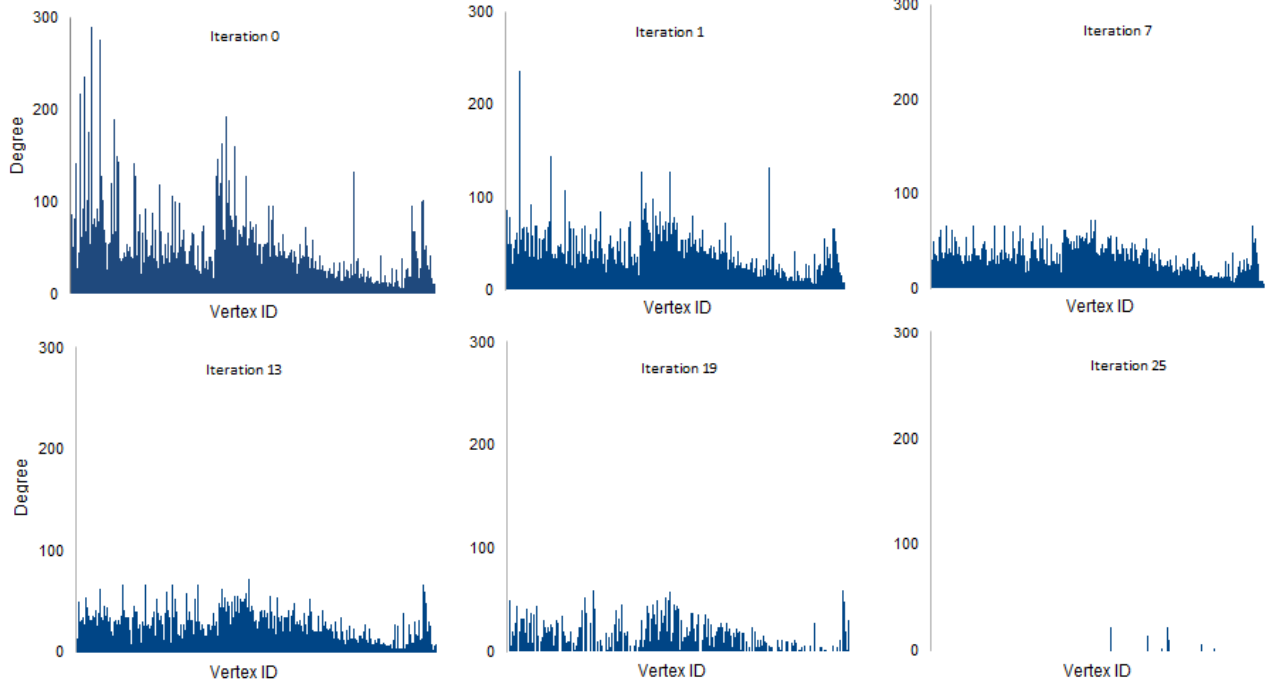 Iteration 0
300
200
100
0
Degree
Vertex ID
Iteration 1
300
200
100
0
Vertex ID
Iteration 7
300
200
100
0
Vertex ID
Iteration 13
300
200
100
0
Degree
Vertex ID
Iteration 19
300
200
100
0
Vertex ID
Iteration 25
300
200
100
0
Vertex ID